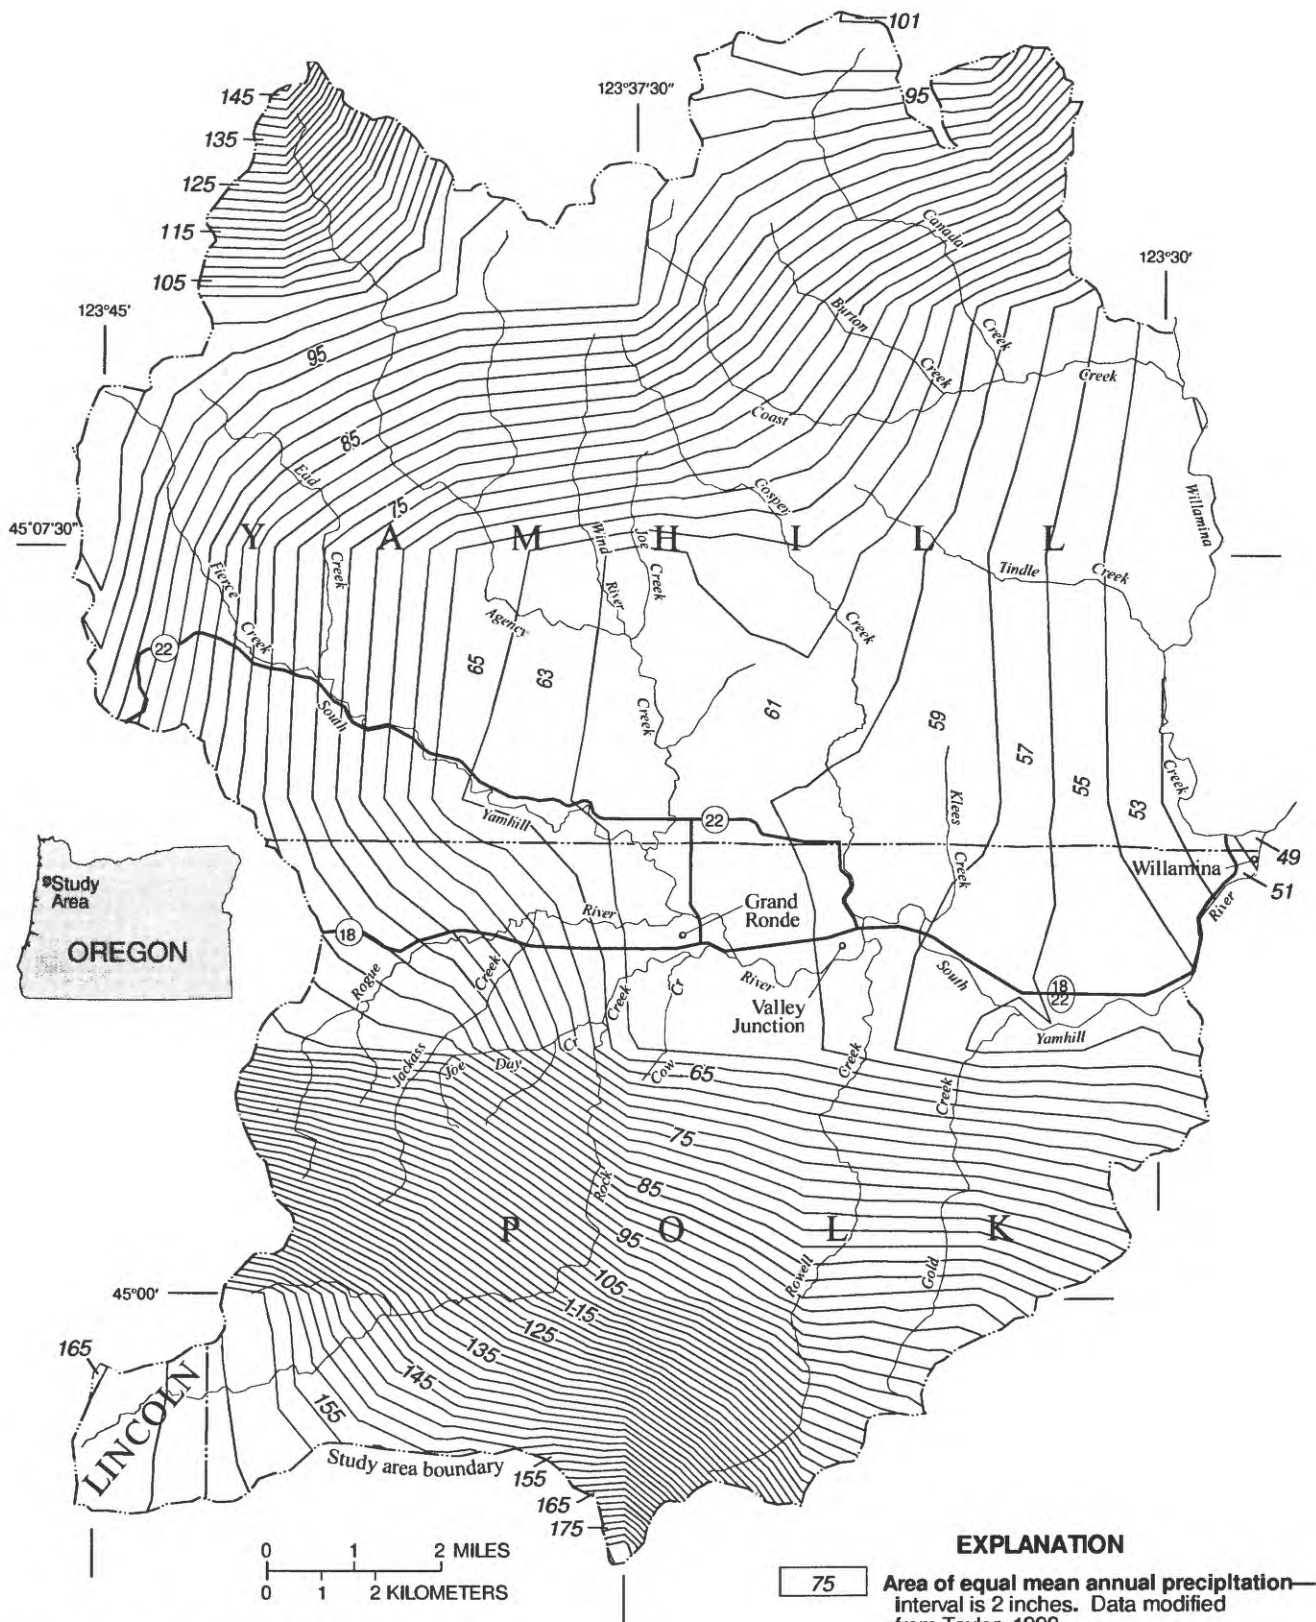 101
123°37'30"
145
95
135
125
Canada
115
123°30'
105
123°45'
Burton
Creek
95
Creek
Creek
Coast
85
Ead
Cosper
75
Willamina
45°07'30"
Y A M H I L L
Wind
Joe
Tindle
Creek
Fierce
Creek
River
Creek
Agency
Creek
Creek
22
65
63
61
59
South
Creek
57
55
53
Klees
Creek
Yamhill
22
Creek
49
Willamina
51
Study
Area
OREGON
River
Grand
Ronde
River
18
Rogue
Creek
Creek
Cr
River
South
Valley
Junction
18
22
Yamhill
Jackass
Joe
Day
Cr
Cow
65
Creek
Creek
75
Rock
85
P O L K
95
Rowell
Gold
105
45°00'
115
125
135
165
145
155
LINCOLN
Study area boundary
155
165
175
0 1 2 MILES
0 1 2 KILOMETERS
EXPLANATION
75 Area of equal mean annual precipitation—
interval is 2 inches. Data modified
from Taylor, 1992